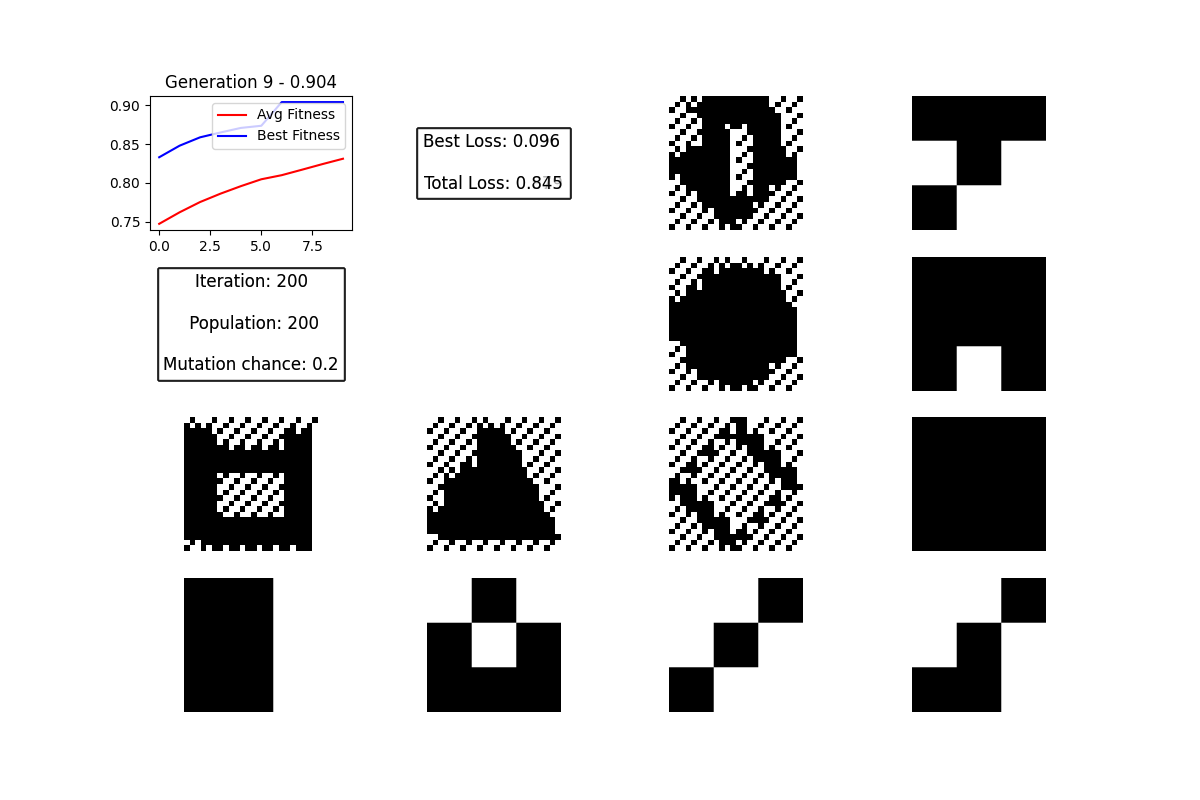 Generation 9 - 0.904
0.90
0.85
0.80
0.75
Avg Fitness
Best Fitness
0.0 2.5 5.0 7.5
Best Loss: 0.096
Total Loss: 0.845
Iteration: 200
Population: 200
Mutation chance: 0.2